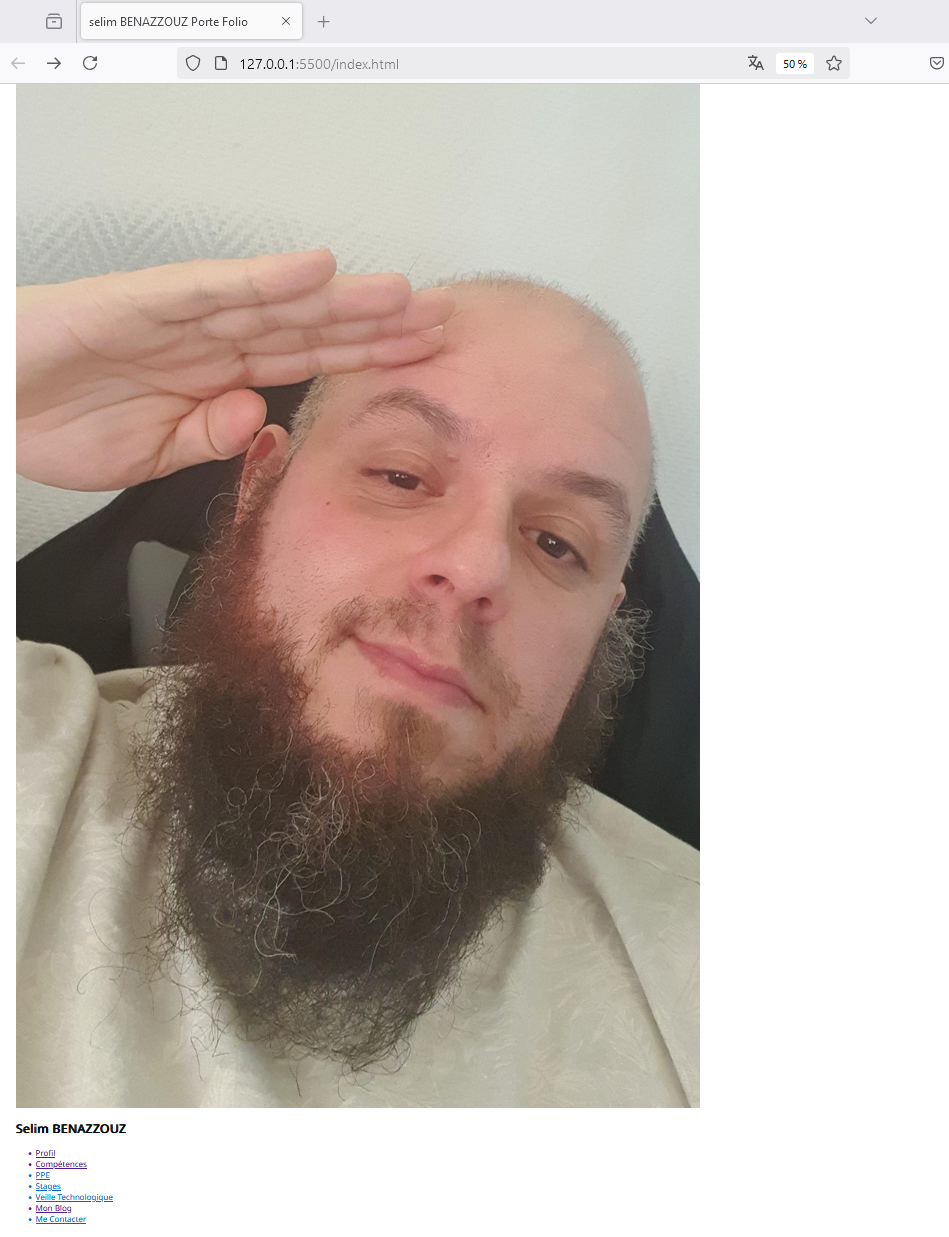 selim BENAZZOUZ Porte Folio
127.0.0.1:5500/index.html
50 %
Selim BENAZZOUZ
Profil
Compétences
PPE
Stages
Veille Technologique
Mon Blog
Me Contacter